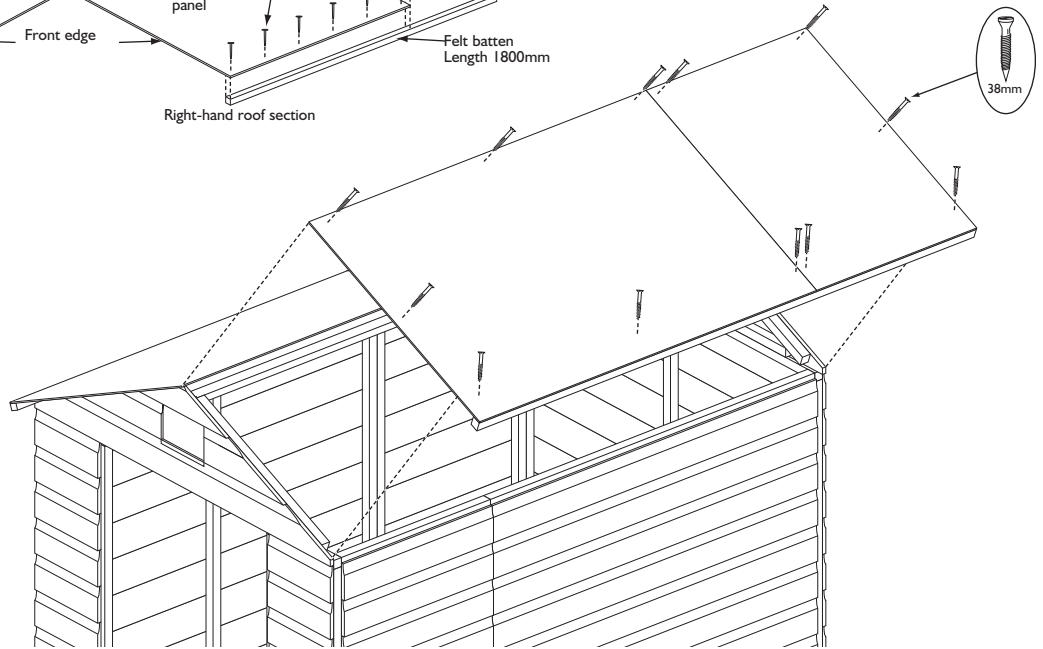 panel
Front edge
Felt batten
Length 1800mm
Right-hand roof section
38mm